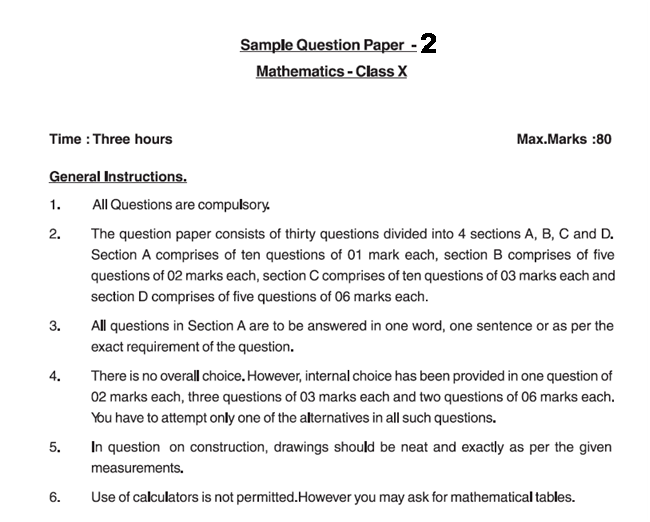 Sample Question Paper - 2
Mathematics - Class X
Time : Three hours Max.Marks :80
General Instructions.
1. All Questions are compulsory.
2. The question paper consists of thirty questions divided into 4 sections A, B, C and D.
Section A comprises of ten questions of 01 mark each, section B comprises of five
questions of 02 marks each, section C comprises of ten questions of 03 marks each and
section D comprises of five questions of 06 marks each.
3. All questions in Section A are to be answered in one word, one sentence or as per the
exact requirement of the question.
4. There is no overall choice. However, internal choice has been provided in one question of
02 marks each, three questions of 03 marks each and two questions of 06 marks each.
You have to attempt only one of the alternatives in all such questions.
5. In question on construction, drawings should be neat and exactly as per the given
measurements.
6. Use of calculators is not permitted.However you may ask for mathematical tables.